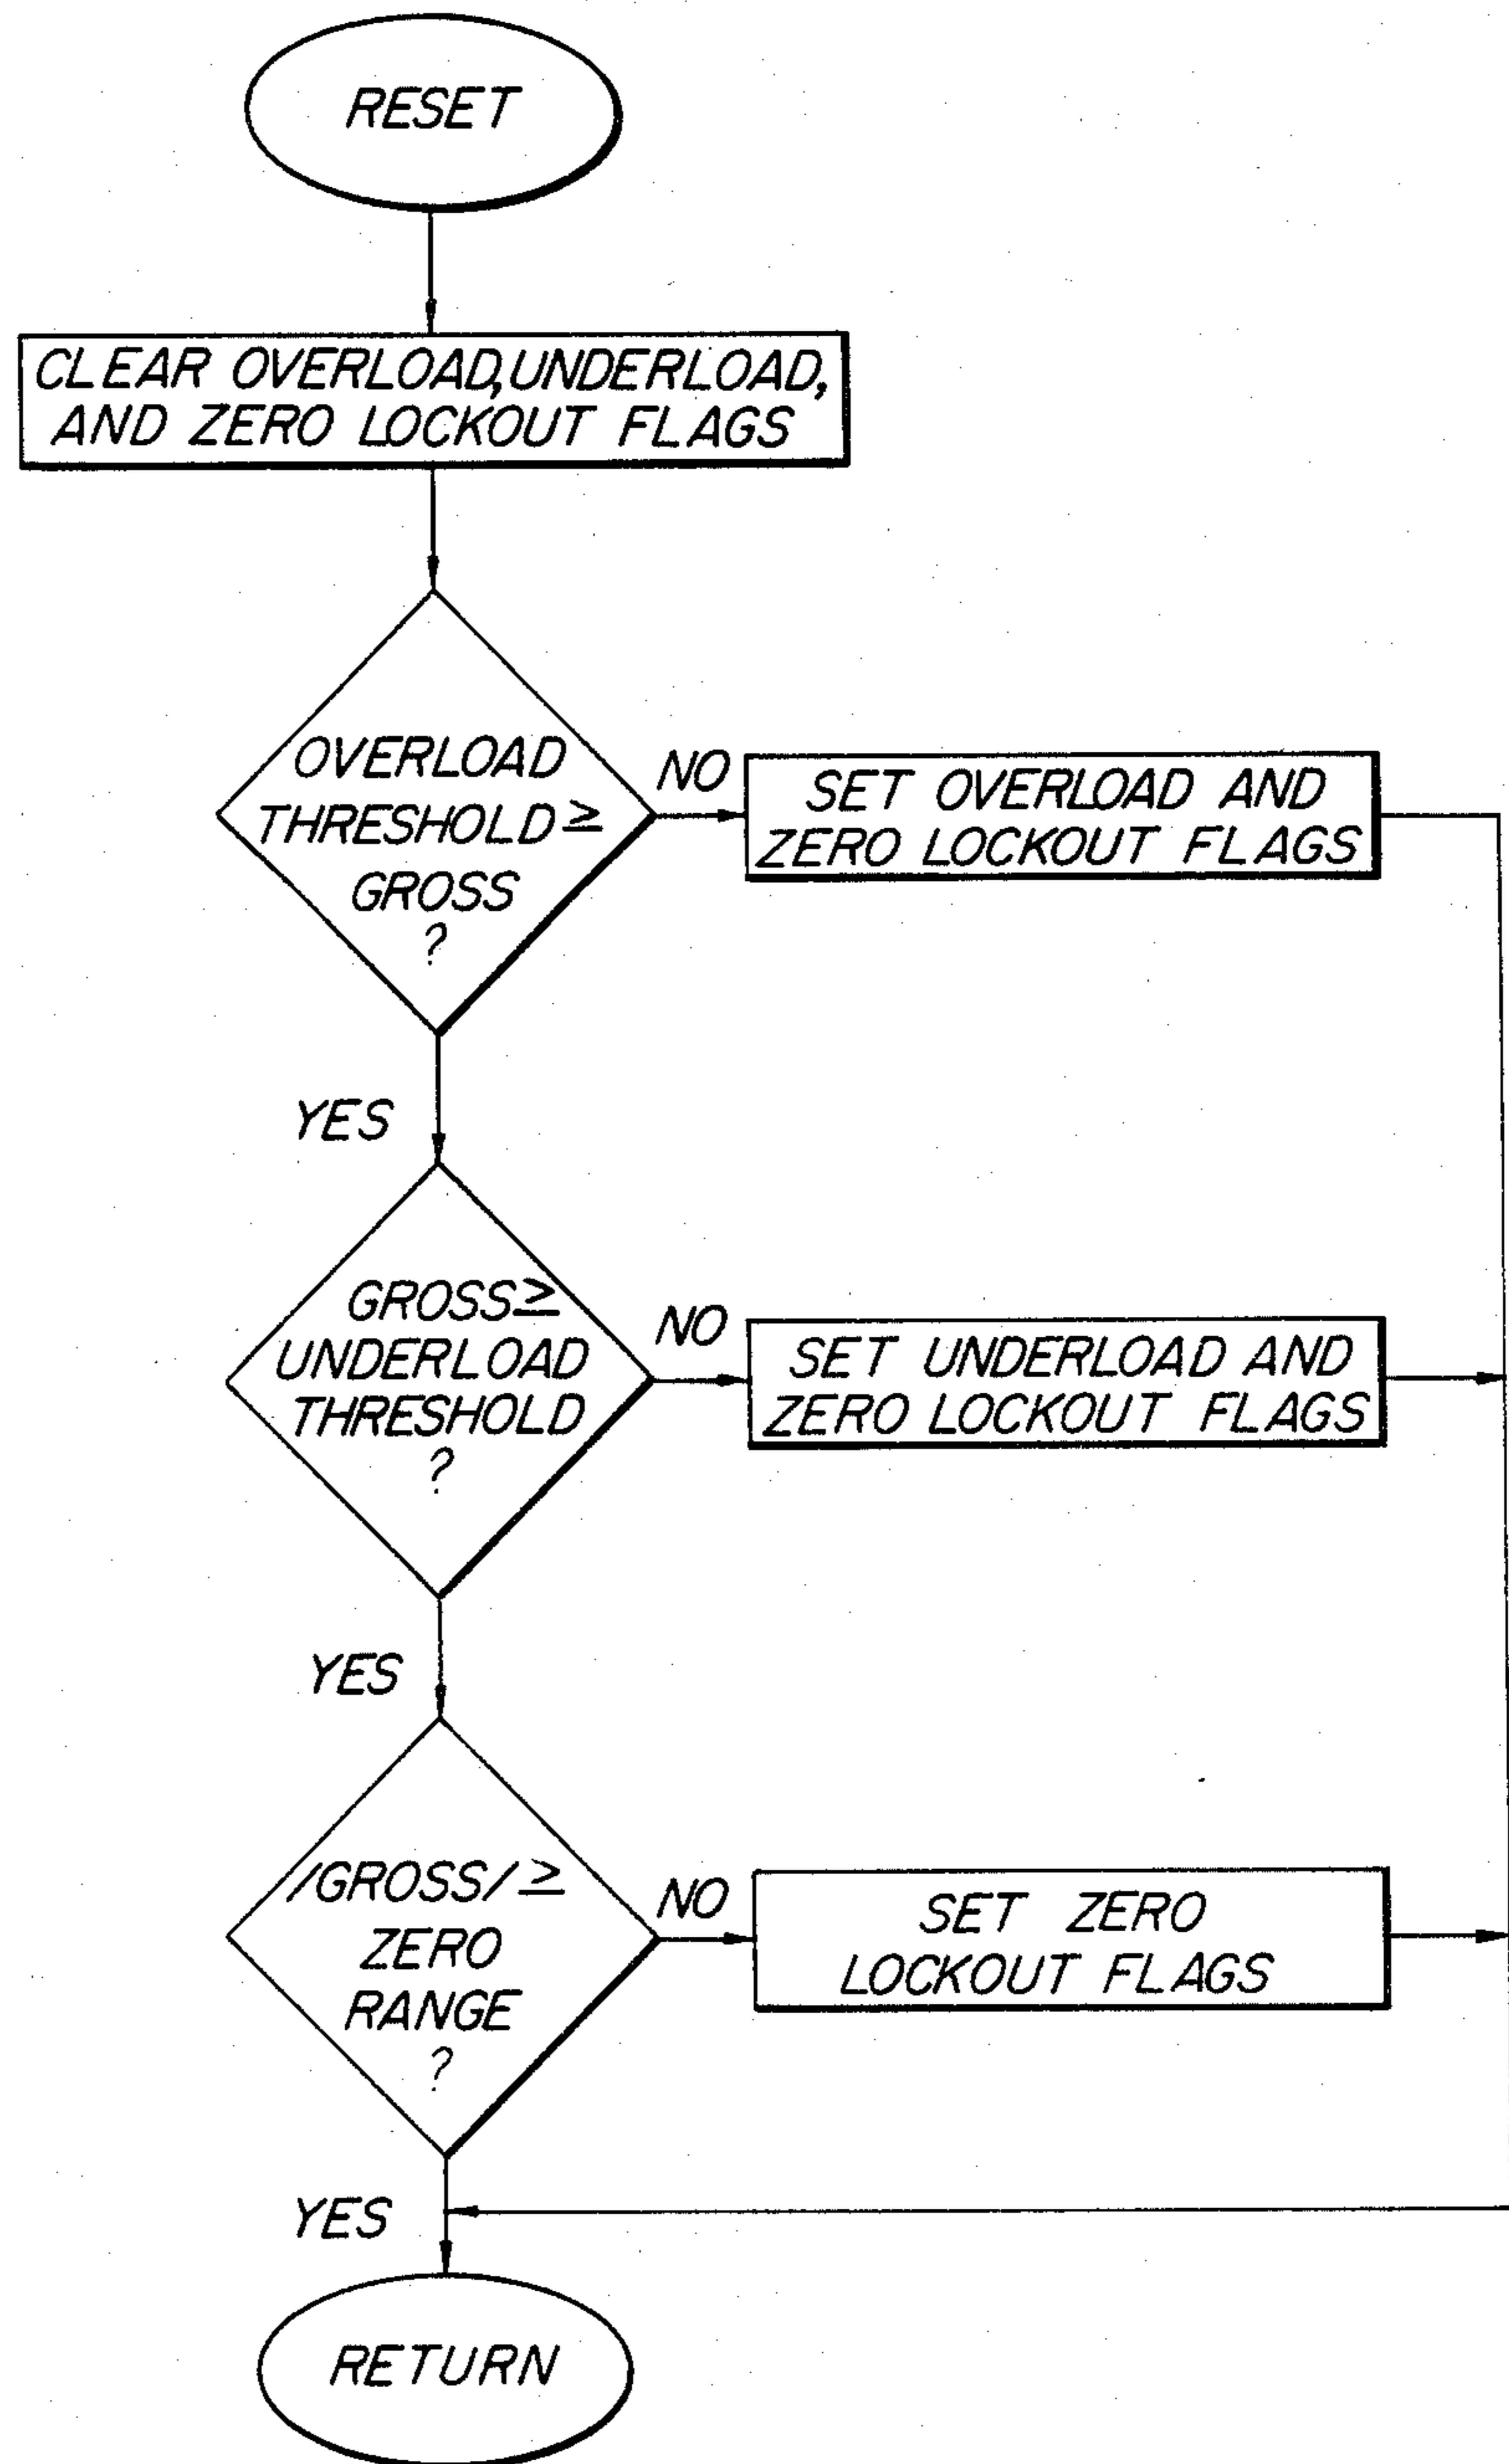 RESET
CLEAR OVERLOAD, UNDERLOAD,
AND ZERO LOCKOUT FLAGS
OVERLOAD
THRESHOLD ≥
GROSS
?
NO
SET OVERLOAD AND
ZERO LOCKOUT FLAGS
YES
GROSS ≥
UNDERLOAD
THRESHOLD
?
NO
SET UNDERLOAD AND
ZERO LOCKOUT FLAGS
YES
/GROSS/ ≥
ZERO
RANGE
?
NO
SET ZERO
LOCKOUT FLAGS
YES
RETURN